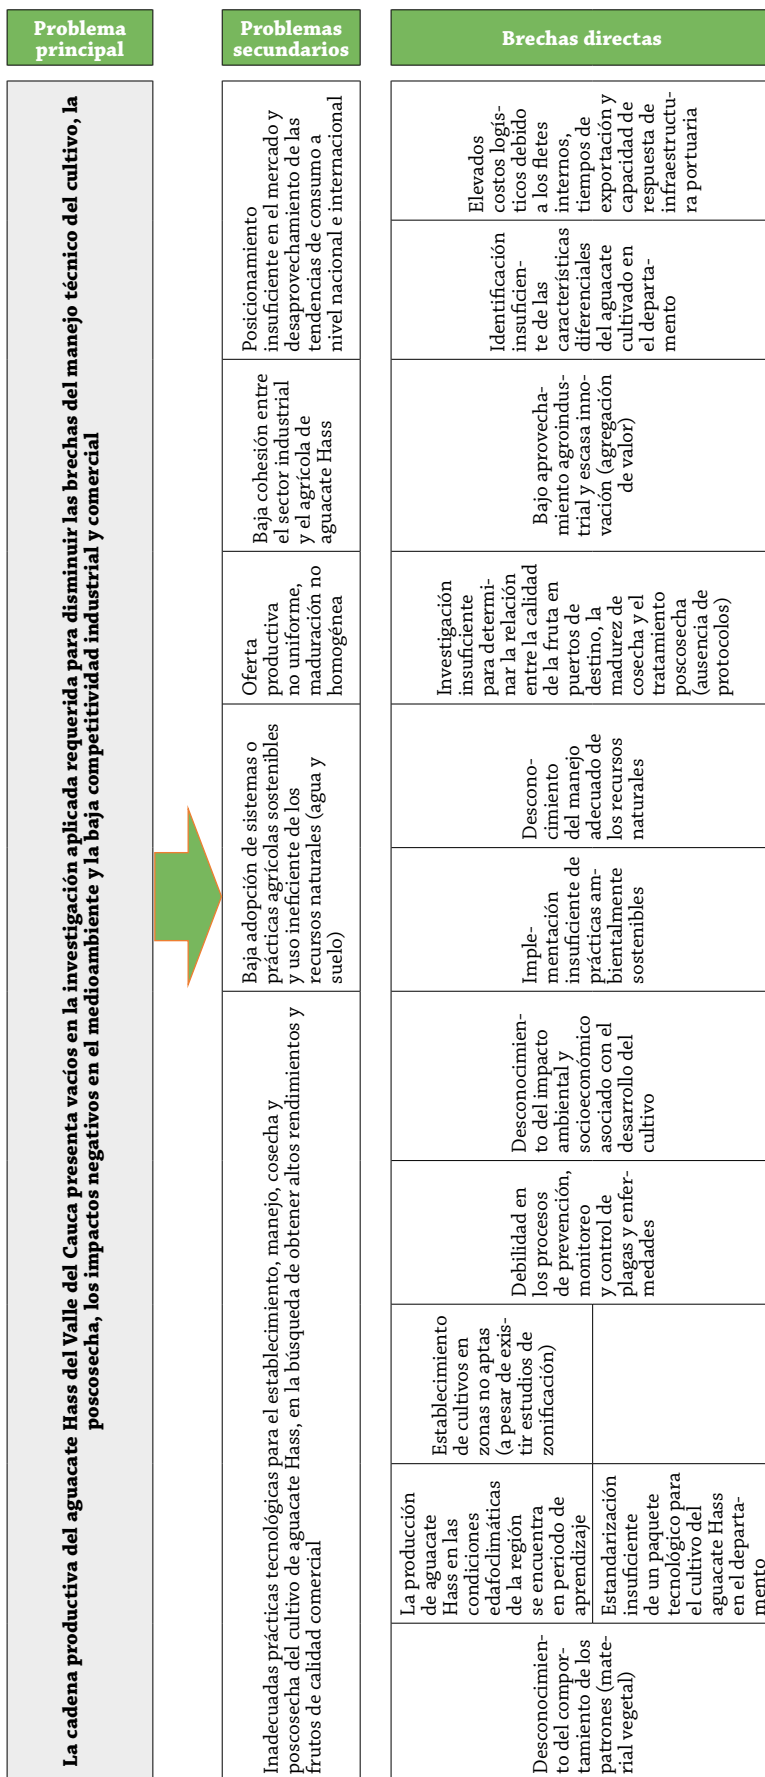 Problema
principal
Problemas
secundarios
Brechas directas
La cadena productiva del aguacate Hass del Valle del Cauca presenta vacíos en la investigación aplicada requerida para disminuir las brechas del manejo técnico del cultivo, la
poscosecha, los impactos negativos en el medioambiente y la baja competitividad industrial y comercial
Inadecuadas prácticas tecnológicas para el establecimiento, manejo, cosecha y
poscosecha del cultivo de aguacate Hass, en la búsqueda de obtener altos rendimientos y
frutos de calidad comercial
Baja adopción de sistemas o
prácticas agrícolas sostenibles
y uso ineficiente de los
recursos naturales (agua y
suelo)
Oferta
productiva
no uniforme,
maduración no
homogénea
Baja cohesión entre
el sector industrial
y el agrícola de
aguacate Hass
Posicionamiento
insuficiente en el mercado y
desaprovechamiento de las
tendencias de consumo a
nivel nacional e internacional
Desconocimien-
to del compor-
tamiento de los
patrones (mate-
rial vegetal)
La producción
de aguacate
Hass en las
condiciones
edafoclimáticas
de la región
se encuentra
en periodo de
aprendizaje
Estandarización
insuficiente
de un paquete
tecnológico para
el cultivo del
aguacate Hass
en el departa-
mento
Establecimiento
de cultivos en
zonas no aptas
(a pesar de exis-
tir estudios de
zonificación)
Debilidad en
los procesos
de prevención,
monitoreo
y control de
plagas y enfer-
medades
Desconocimien-
to del impacto
ambiental y
socioeconómico
asociado con el
desarrollo del
cultivo
Imple-
mentación
insuficiente de
prácticas am-
bientalmente
sostenibles
Descono-
cimiento
del manejo
adecuado de
los recursos
naturales
Investigación
insuficiente
para determi-
nar la relación
entre la calidad
de la fruta en
puertos de
destino, la
madurez de
cosecha y el
tratamiento
poscosecha
(ausencia de
protocolos)
Bajo aprovecha-
miento agroindus-
trial y escasa inno-
vación (agregación
de valor)
Identificación
insuficien-
te de las
características
diferenciales
del aguacate
cultivado en
el departa-
mento
Elevados
costos logís-
ticos debido
a los fletes
internos,
tiempos de
exportación y
capacidad de
respuesta de
infraestructu-
ra portuaria